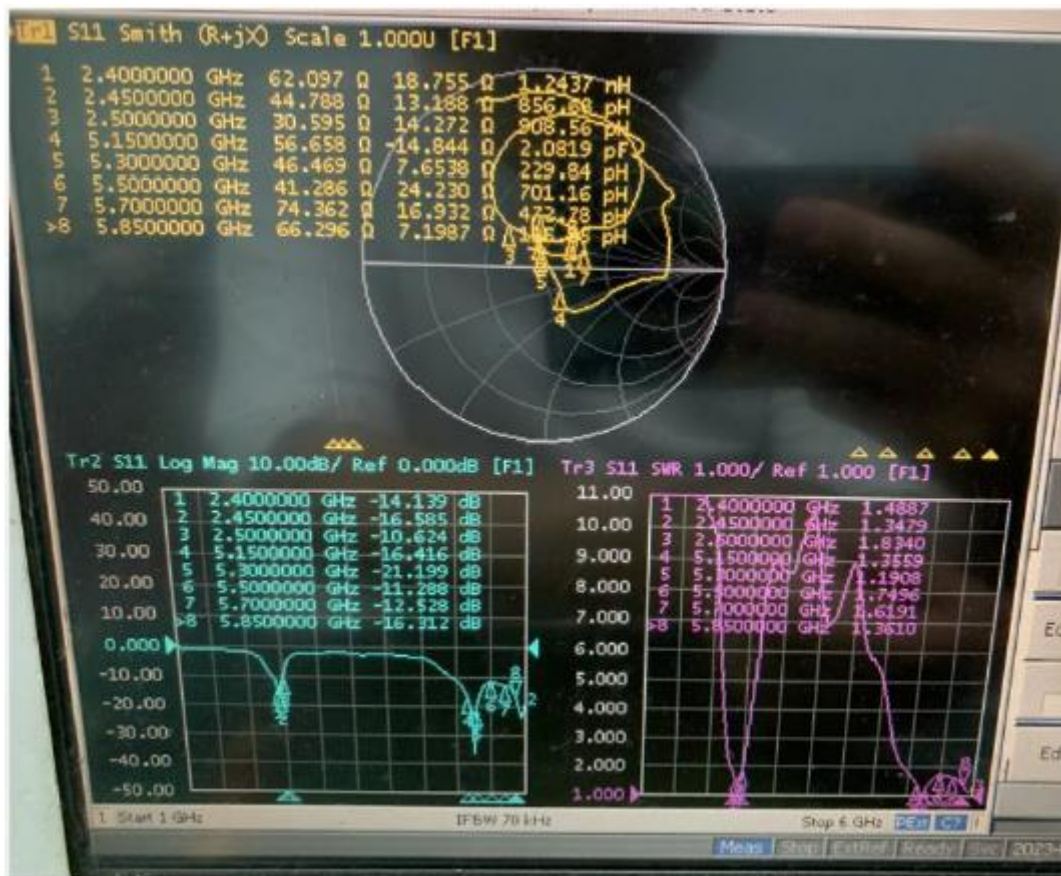 Tr1 S11 Smith (R+jX) Scale 1.000U [F1]
1 2.4000000 GHz 62.097 Ω 18.755 Ω 1.2437 nH
2 2.4500000 GHz 44.788 Ω 13.188 Ω 856.68 pH
3 2.5000000 GHz 30.595 Ω 14.272 Ω 908.56 pH
4 5.1500000 GHz 56.658 Ω -14.844 Ω 2.0819 pF
5 5.3000000 GHz 46.469 Ω 7.6538 Ω 229.84 pH
6 5.5000000 GHz 41.286 Ω 24.230 Ω 701.16 pH
7 5.7000000 GHz 74.362 Ω 16.932 Ω 472.28 pH
>8 5.8500000 GHz 66.296 Ω 7.1987 Ω pH
Tr2 S11 Log Mag 10.00dB/ Ref 0.000dB [F1]
50.00
40.00
30.00
20.00
10.00
0.000
-10.00
-20.00
-30.00
-40.00
-50.00
1 2.4000000 GHz -14.139 dB
2 2.4500000 GHz -16.585 dB
3 2.5000000 GHz -10.624 dB
4 5.1500000 GHz -16.416 dB
5 5.3000000 GHz -21.199 dB
6 5.5000000 GHz -11.288 dB
7 5.7000000 GHz -12.528 dB
>8 5.8500000 GHz -16.312 dB
Tr3 S11 SWR 1.000/ Ref 1.000 [F1]
11.00
10.00
9.000
8.000
7.000
6.000
5.000
4.000
3.000
2.000
1.000
1 2.4000000 GHz 1.4887
2 2.4500000 GHz 1.3479
3 2.5000000 GHz 1.8340
4 5.1500000 GHz 1.3559
5 5.3000000 GHz 1.1908
6 5.5000000 GHz 1.7496
7 5.7000000 GHz 1.6191
>8 5.8500000 GHz 1.3610
1 Start 1 GHz
IFBW 70 kHz
Stop 6 GHz PExt C?
Meas Stop ExtRef Ready Svc 2023-